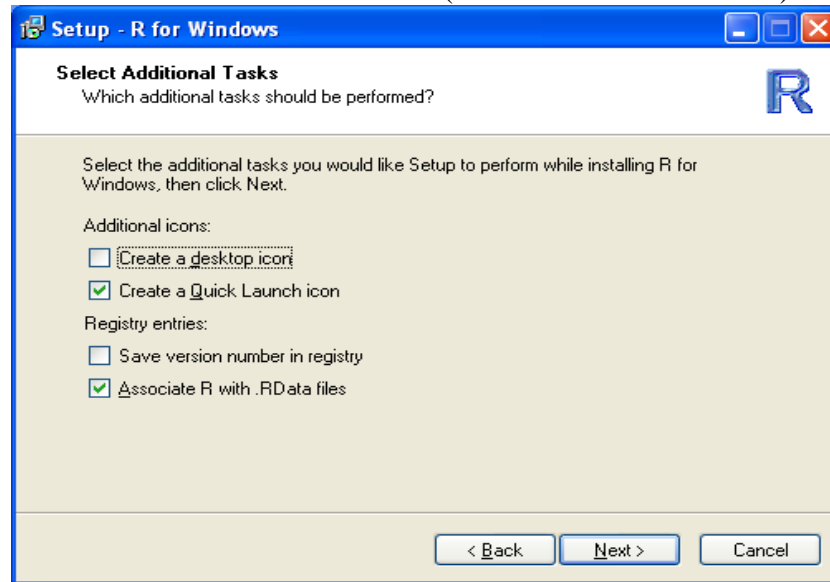 Setup - R for Windows
Select Additional Tasks
Which additional tasks should be performed?
R
Select the additional tasks you would like Setup to perform while installing R for
Windows, then click Next.
Additional icons:
Create a desktop icon
Create a Quick Launch icon
Registry entries:
Save version number in registry
Associate R with .RData files
< Back
Next >
Cancel